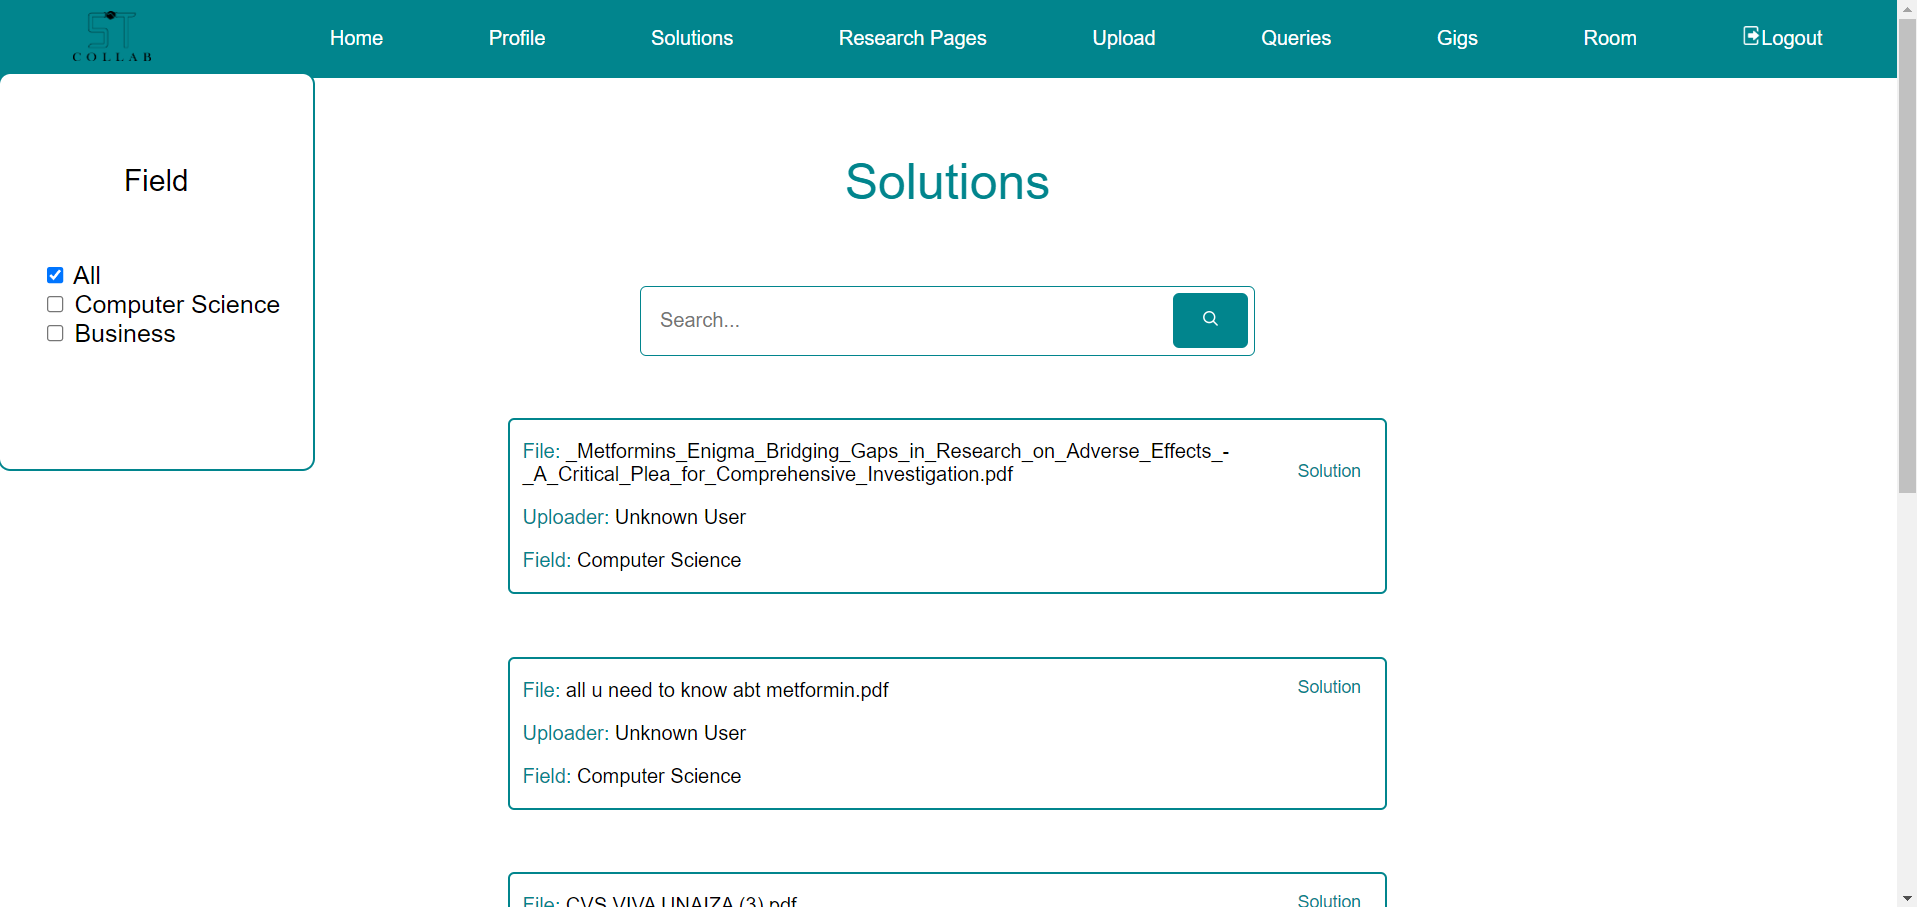 ST
COLLAB
Home
Profile
Solutions
Research Pages
Upload
Queries
Gigs
Room
Logout
Field
All
Computer Science
Business
Solutions
Search...
File: _Metformins_Enigma_Bridging_Gaps_in_Research_on_Adverse_Effects_-
_A_Critical_Plea_for_Comprehensive_Investigation.pdf
Solution
Uploader: Unknown User
Field: Computer Science
File: all u need to know abt metformin.pdf
Solution
Uploader: Unknown User
Field: Computer Science
File: CVS VIVA UNAIZA (3).pdf
Solution